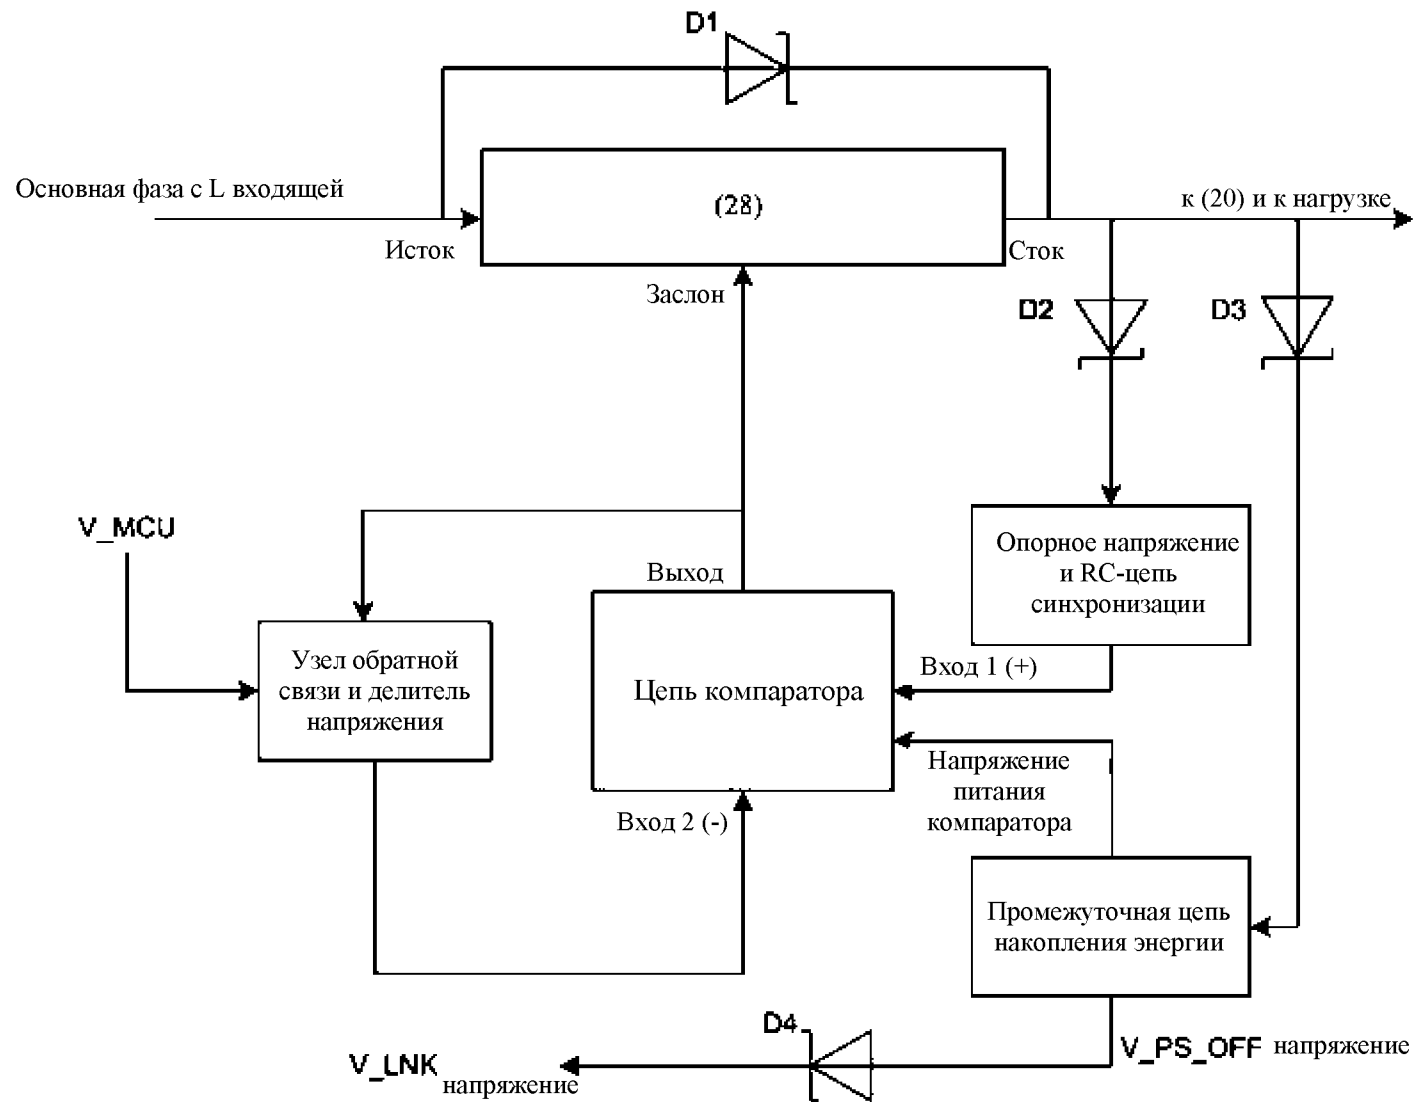 D1
Основная фаза с L входящей
(28)
к (20) и к нагрузке
Исток
Сток
Заслон
D2
D3
V_MCU
Выход
Опорное напряжение
и RC-цепь
синхронизации
Узел обратной
связи и делитель
напряжения
Цепь компаратора
Вход 1 (+)
Напряжение
питания
компаратора
Вход 2 (-)
Промежуточная цепь
накопления энергии
D4
V_PS_OFF напряжение
V_LNK напряжение